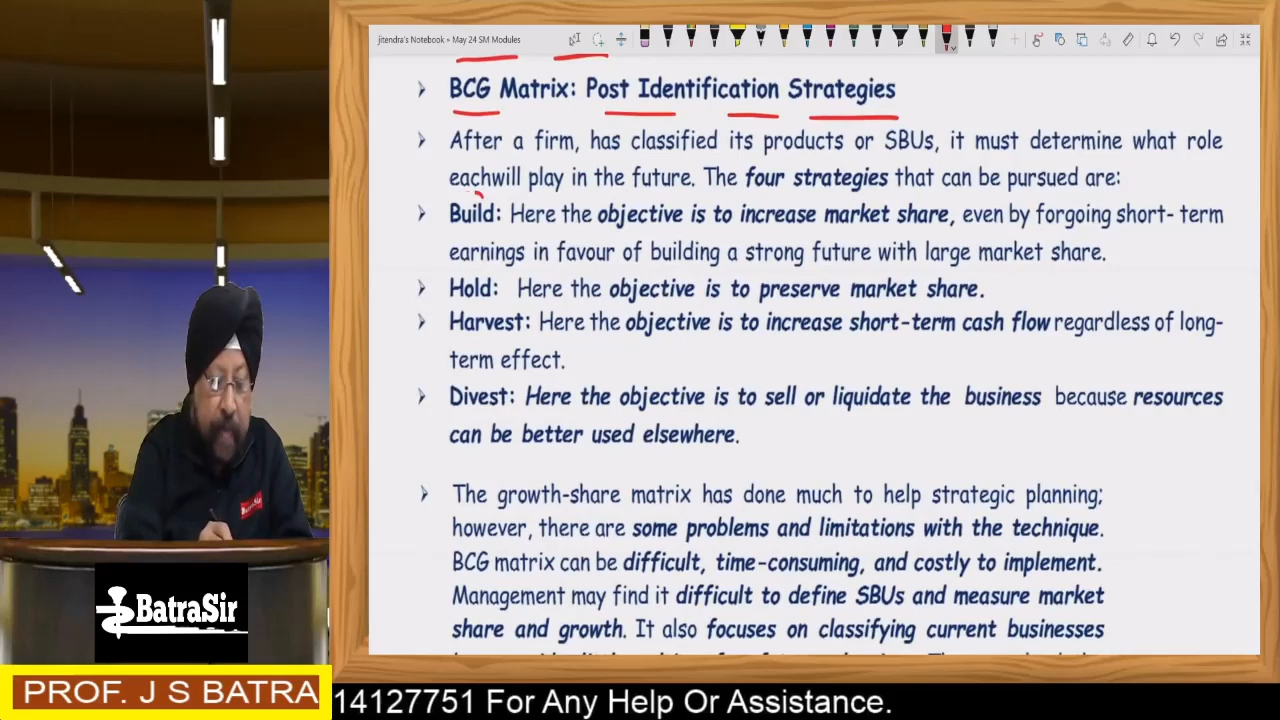 jitendra's Notebook » May 24 SM Modules
BCG Matrix: Post Identification Strategies
After a firm, has classified its products or SBUs, it must determine what role
eachwill play in the future. The four strategies that can be pursued are:
Build: Here the objective is to increase market share, even by forgoing short- term
earnings in favour of building a strong future with large market share.
Hold: Here the objective is to preserve market share.
Harvest: Here the objective is to increase short-term cash flow regardless of long-
term effect.
Divest: Here the objective is to sell or liquidate the business because resources
can be better used elsewhere.
The growth-share matrix has done much to help strategic planning;
however, there are some problems and limitations with the technique.
BCG matrix can be difficult, time-consuming, and costly to implement.
Management may find it difficult to define SBUs and measure market
share and growth. It also focuses on classifying current businesses
BatraSir
BatraSir
PROF. J S BATRA
14127751 For Any Help Or Assistance.